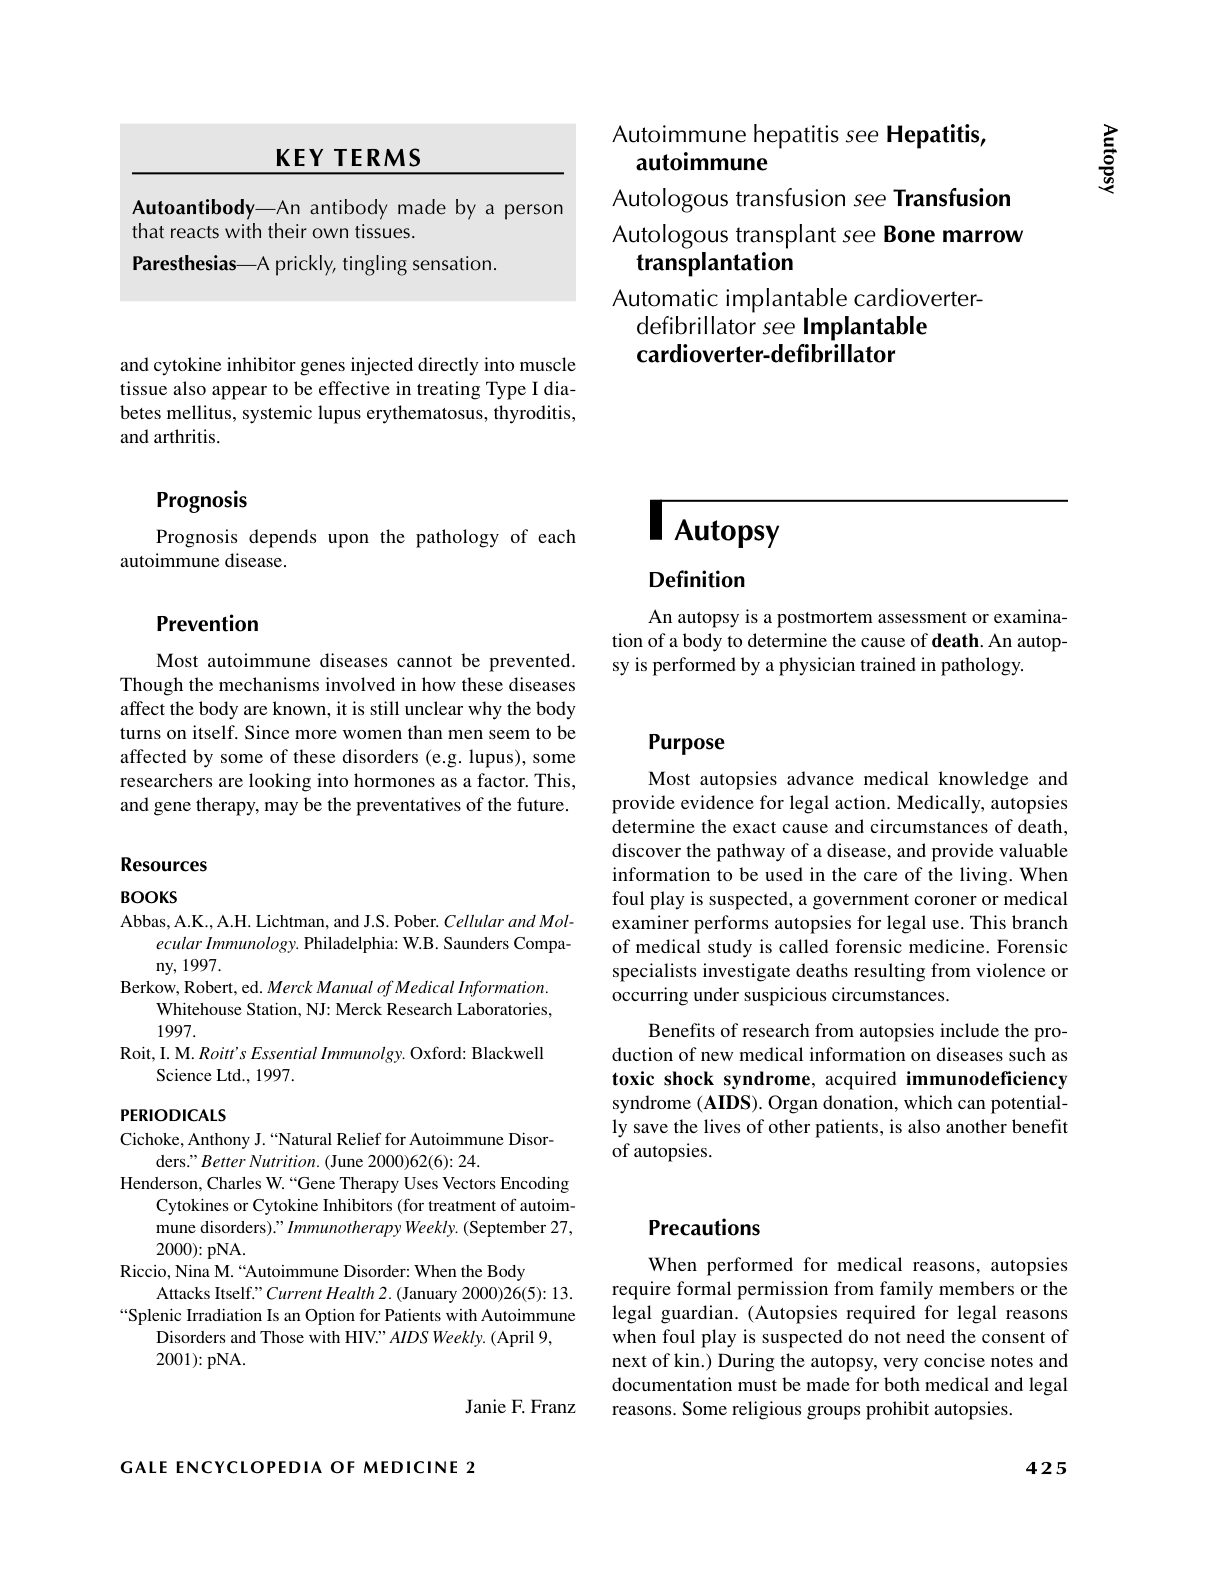 KEY TERMS
Autoantibody—An antibody made by a person
that reacts with their own tissues.
Paresthesias—A prickly, tingling sensation.
and cytokine inhibitor genes injected directly into muscle
tissue also appear to be effective in treating Type I dia-
betes mellitus, systemic lupus erythematosus, thyroditis,
and arthritis.
Prognosis
Prognosis depends upon the pathology of each
autoimmune disease.
Prevention
Most autoimmune diseases cannot be prevented.
Though the mechanisms involved in how these diseases
affect the body are known, it is still unclear why the body
turns on itself. Since more women than men seem to be
affected by some of these disorders (e.g. lupus), some
researchers are looking into hormones as a factor. This,
and gene therapy, may be the preventatives of the future.
Resources
BOOKS
Abbas, A.K., A.H. Lichtman, and J.S. Pober. Cellular and Mol-
ecular Immunology. Philadelphia: W.B. Saunders Compa-
ny, 1997.
Berkow, Robert, ed. Merck Manual of Medical Information.
Whitehouse Station, NJ: Merck Research Laboratories,
1997.
Roit, I. M. Roitt's Essential Immunolgy. Oxford: Blackwell
Science Ltd., 1997.
PERIODICALS
Cichoke, Anthony J. “Natural Relief for Autoimmune Disor-
ders.” Better Nutrition. (June 2000)62(6): 24.
Henderson, Charles W. “Gene Therapy Uses Vectors Encoding
Cytokines or Cytokine Inhibitors (for treatment of autoim-
mune disorders).” Immunotherapy Weekly. (September 27,
2000): pNA.
Riccio, Nina M. “Autoimmune Disorder: When the Body
Attacks Itself.” Current Health 2. (January 2000)26(5): 13.
“Splenic Irradiation Is an Option for Patients with Autoimmune
Disorders and Those with HIV.” AIDS Weekly. (April 9,
2001): pNA.
Janie F. Franz
Autoimmune hepatitis see Hepatitis,
autoimmune
Autologous transfusion see Transfusion
Autologous transplant see Bone marrow
transplantation
Automatic implantable cardioverter-
defibrillator see Implantable
cardioverter-defibrillator
Autopsy
Definition
An autopsy is a postmortem assessment or examina-
tion of a body to determine the cause of death. An autop-
sy is performed by a physician trained in pathology.
Purpose
Most autopsies advance medical knowledge and
provide evidence for legal action. Medically, autopsies
determine the exact cause and circumstances of death,
discover the pathway of a disease, and provide valuable
information to be used in the care of the living. When
foul play is suspected, a government coroner or medical
examiner performs autopsies for legal use. This branch
of medical study is called forensic medicine. Forensic
specialists investigate deaths resulting from violence or
occurring under suspicious circumstances.
Benefits of research from autopsies include the pro-
duction of new medical information on diseases such as
toxic shock syndrome, acquired immunodeficiency
syndrome (AIDS). Organ donation, which can potential-
ly save the lives of other patients, is also another benefit
of autopsies.
Precautions
When performed for medical reasons, autopsies
require formal permission from family members or the
legal guardian. (Autopsies required for legal reasons
when foul play is suspected do not need the consent of
next of kin.) During the autopsy, very concise notes and
documentation must be made for both medical and legal
reasons. Some religious groups prohibit autopsies.
Autopsy
GALE ENCYCLOPEDIA OF MEDICINE 2
425